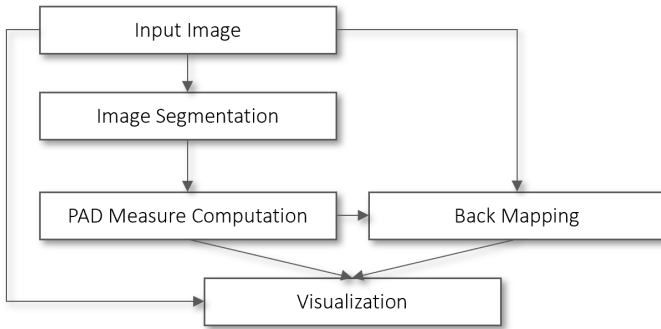 Input Image
Image Segmentation
PAD Measure Computation
Back Mapping
Visualization